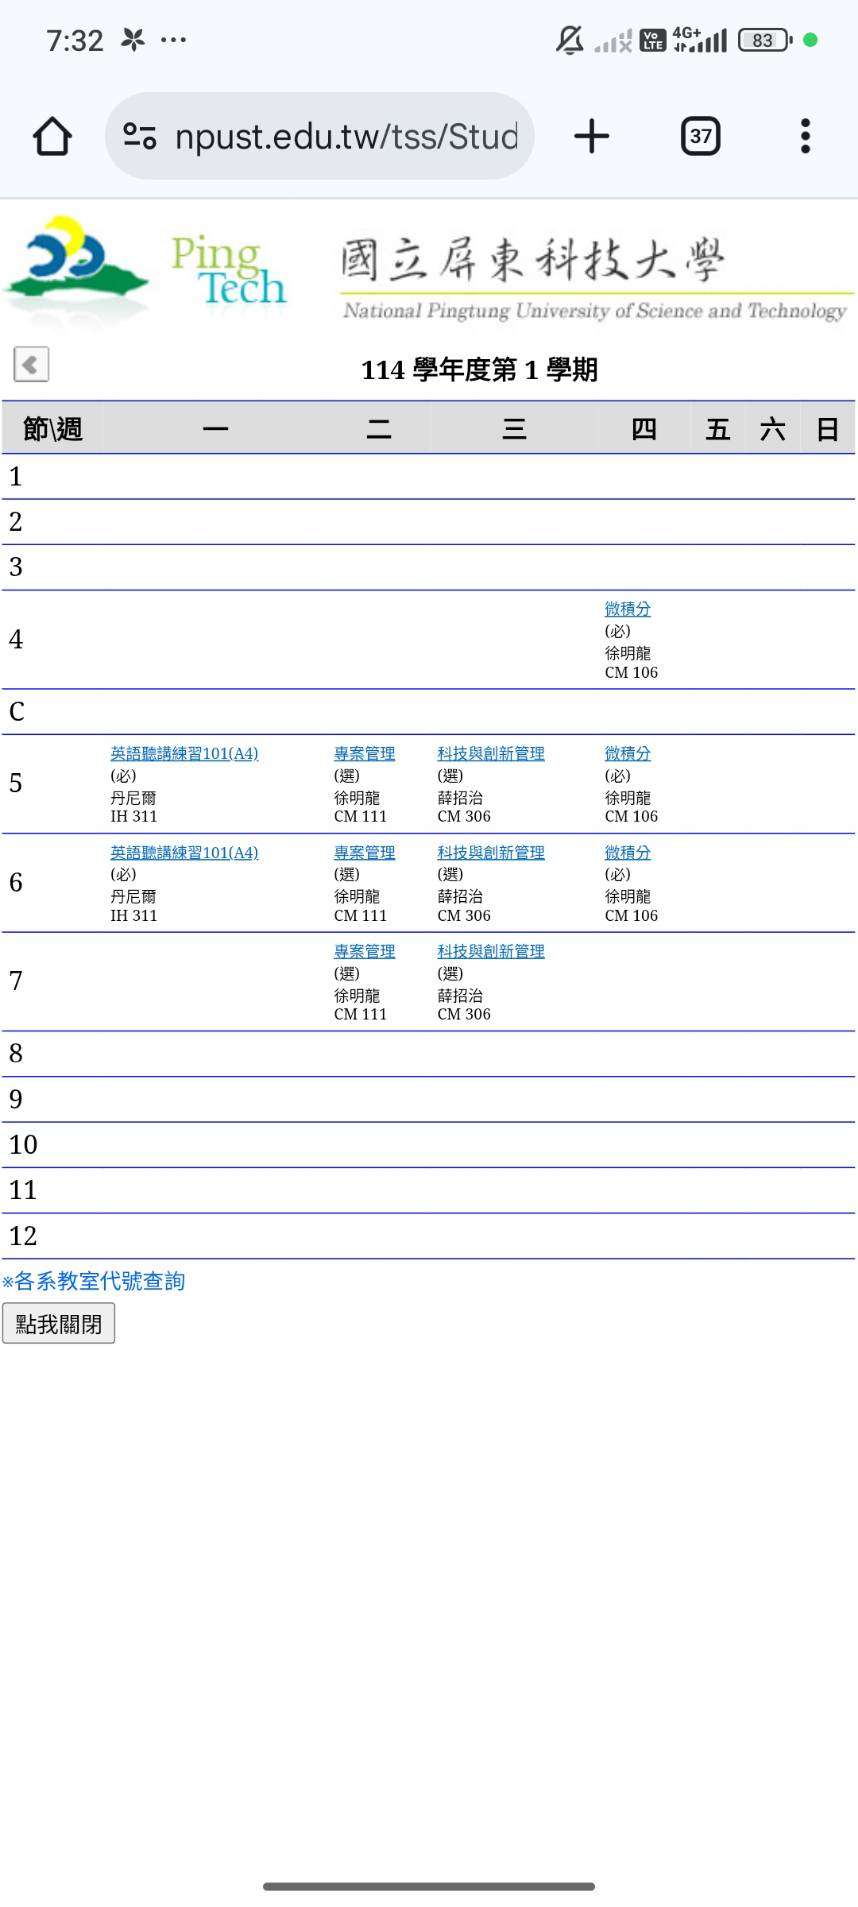 7:32
Vo LTE 4G+ 83
npust.edu.tw/tss/Stud
37
Ping Tech
國立屏東科技大學
National Pingtung University of Science and Technology
114 學年度第 1 學期
節\週 一 二 三 四 五 六 日
1
2
3
4
微積分
(必)
徐明龍
CM 106
C
5
英語聽講練習101(A4) 專案管理 科技與創新管理 微積分
(必) (選) (選) (必)
丹尼爾 徐明龍 薛招治 徐明龍
IH 311 CM 111 CM 306 CM 106
6
英語聽講練習101(A4) 專案管理 科技與創新管理 微積分
(必) (選) (選) (必)
丹尼爾 徐明龍 薛招治 徐明龍
IH 311 CM 111 CM 306 CM 106
7
專案管理 科技與創新管理
(選) (選)
徐明龍 薛招治
CM 111 CM 306
8
9
10
11
12
※各系教室代號查詢
點我關閉